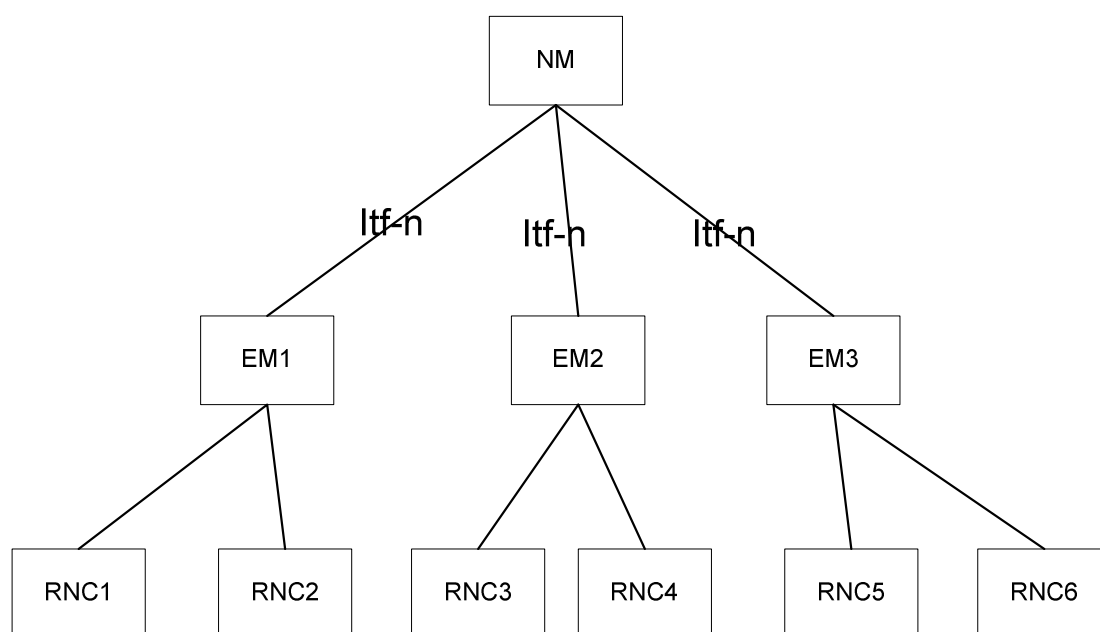 NM
Itf-n
Itf-n
Itf-n
EM1
EM2
EM3
RNC1
RNC2
RNC3
RNC4
RNC5
RNC6